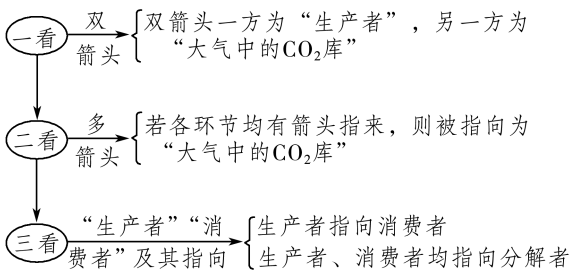 一看
双
箭头
双箭头一方为“生产者”，另一方为
“大气中的CO₂库”
二看
多
箭头
若各环节均有箭头指来，则被指向为
“大气中的CO₂库”
三看
“生产者”“消
费者”及其指向
生产者指向消费者
生产者、消费者均指向分解者